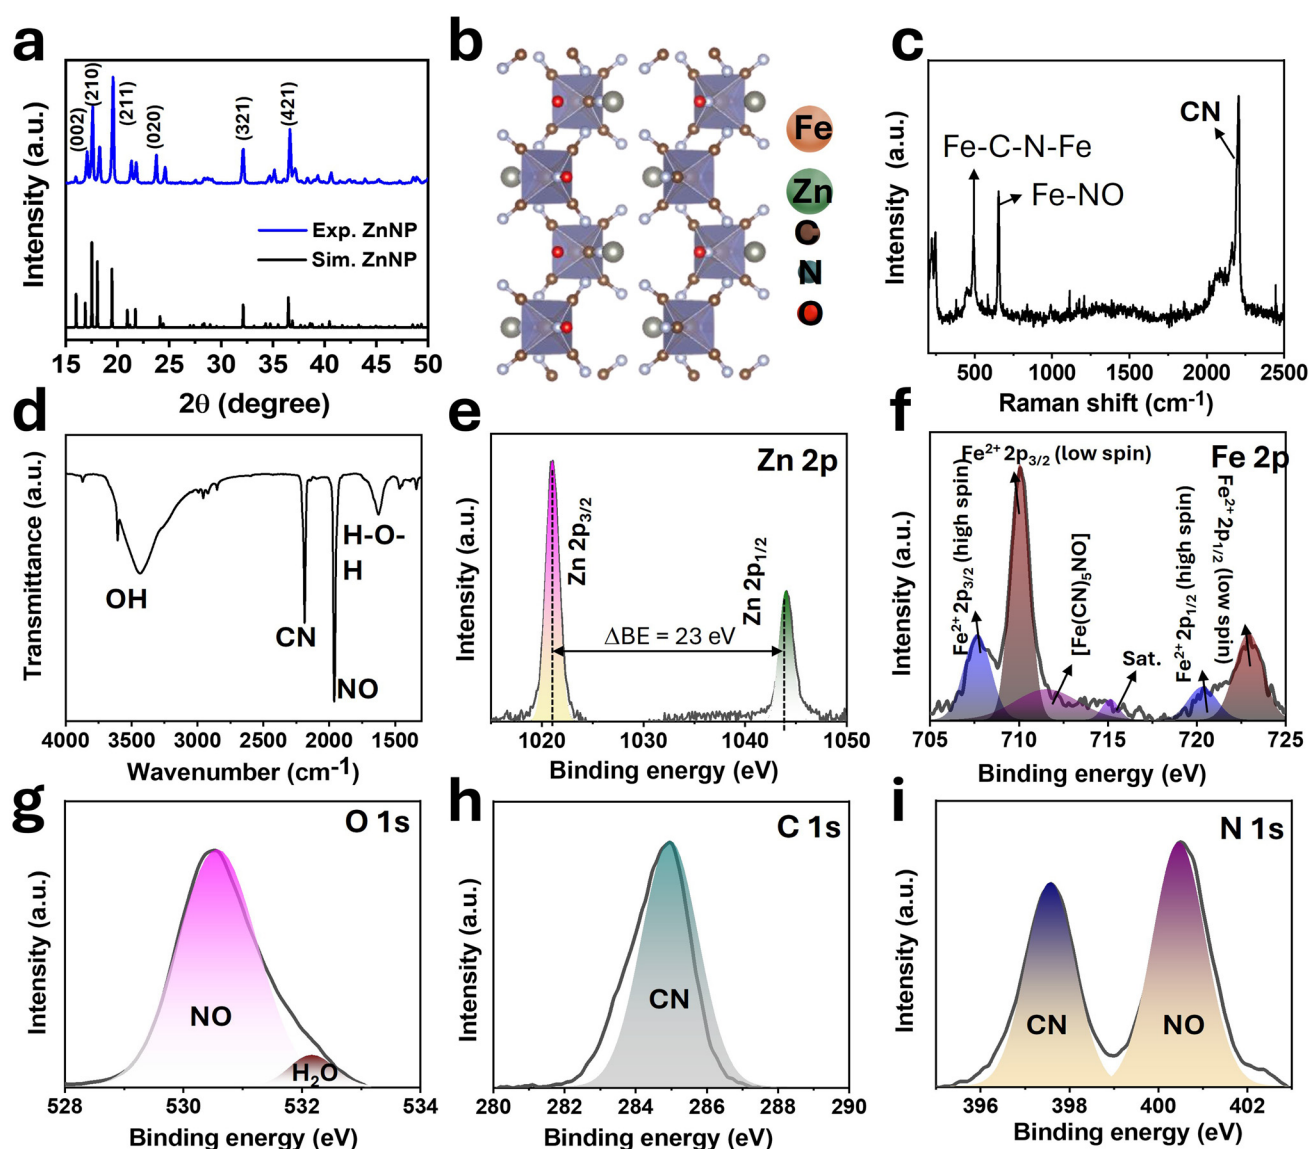 a
(002)
(210)
(211)
(020)
(321)
(421)
Exp. ZnNP
Sim. ZnNP
Intensity (a.u.)
15 20 25 30 35 40 45 50
2θ (degree)
b
Fe
Zn
C
N
O
c
CN
Fe-C-N-Fe
Fe-NO
Intensity (a.u.)
500 1000 1500 2000 2500
Raman shift (cm-1)
d
Transmittance (a.u.)
OH
CN
NO
H-O-
H
4000 3500 3000 2500 2000 1500
Wavenumber (cm-1)
e
Zn 2p
Zn 2p3/2
Zn 2p1/2
ΔBE = 23 eV
Intensity (a.u.)
1020 1030 1040 1050
Binding energy (eV)
f
Fe 2p
Fe2+ 2p3/2 (low spin)
Fe2+ 2p3/2 (high spin)
[Fe(CN)5NO]
Sat.
Fe2+ 2p1/2 (high spin)
Fe2+ 2p1/2 (low
spin)
Intensity (a.u.)
705 710 715 720 725
Binding energy (eV)
g
O 1s
NO
H2O
Intensity (a.u.)
528 530 532 534
Binding energy (eV)
h
C 1s
CN
Intensity (a.u.)
280 282 284 286 288 290
Binding energy (eV)
i
N 1s
CN
NO
Intensity (a.u.)
396 398 400 402
Binding energy (eV)